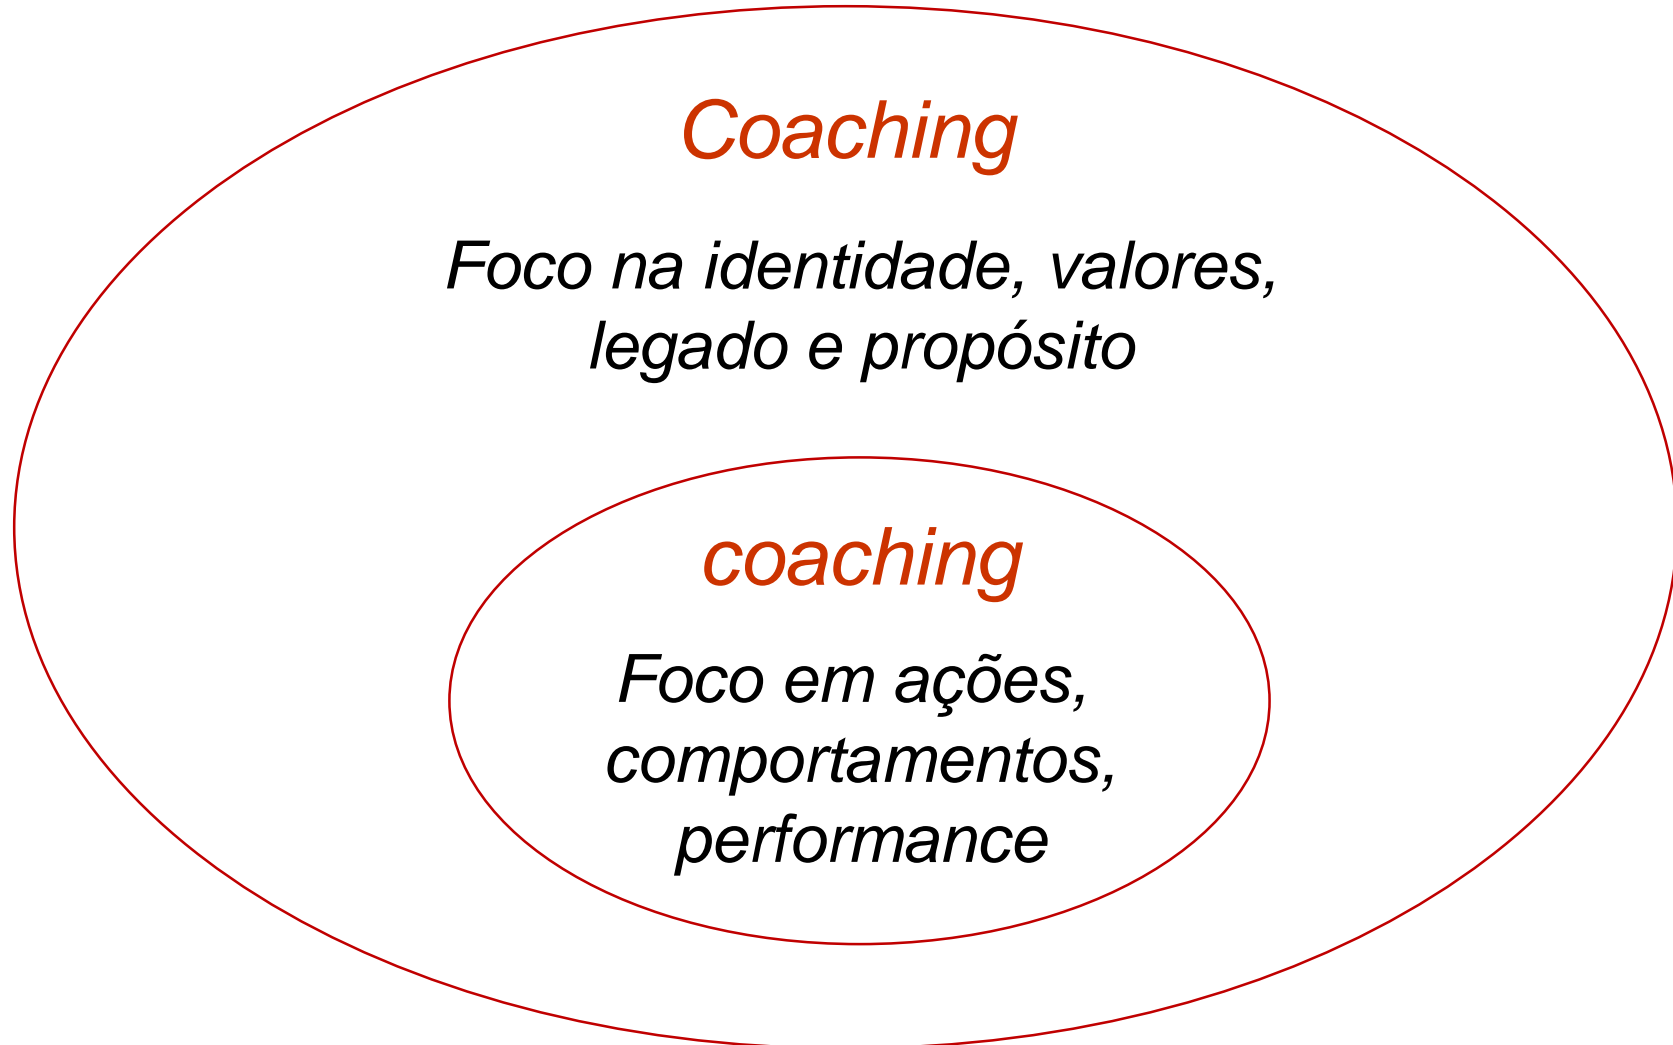 Coaching
Foco na identidade, valores,
legado e propósito
coaching
Foco em ações,
comportamentos,
performance